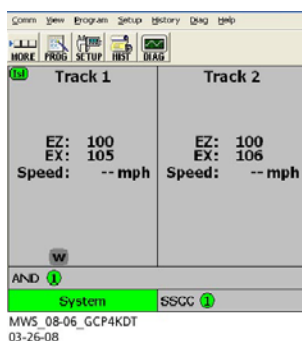 Comm View Program Setup History Diag Help
MORE PROG SETUP HIST DIAG
Isl Track 1 Track 2
EZ: 100 EZ: 100
EX: 105 EX: 106
Speed: -- mph Speed: -- mph
W
AND 1
System SSCC 1
MWS_08-06_GCP4KDT
03-26-08